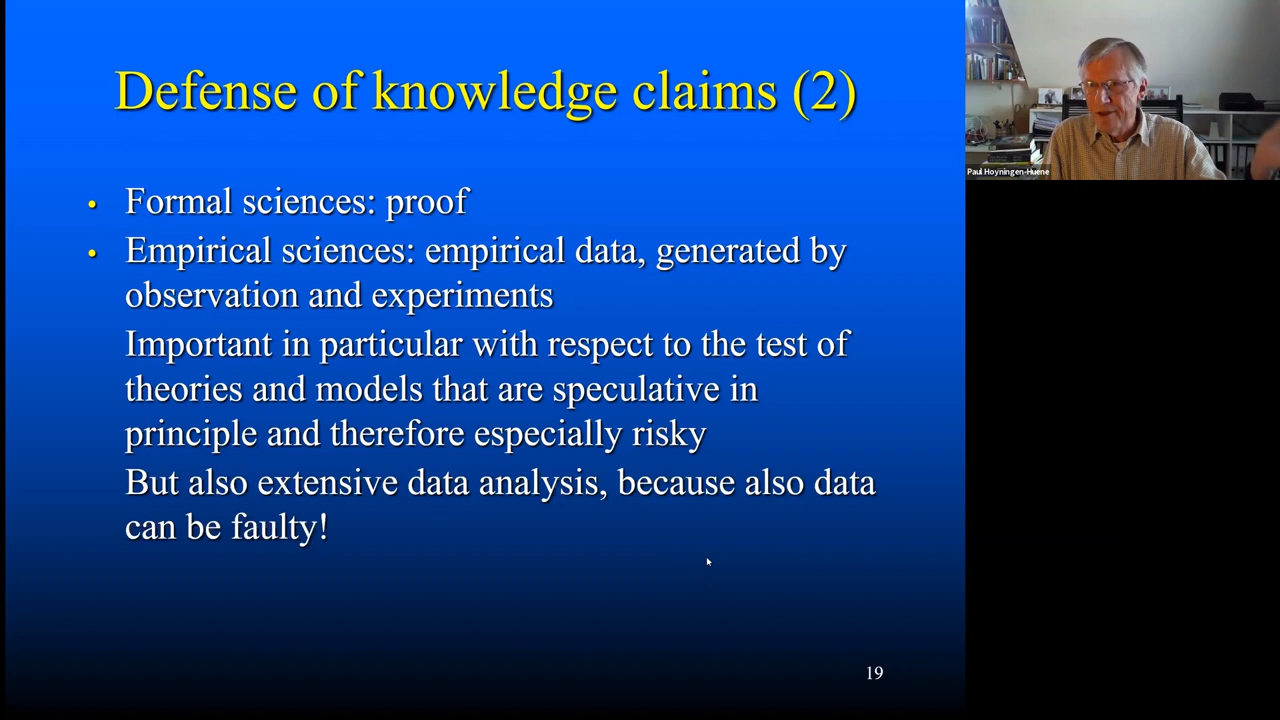 Defense of knowledge claims (2)
• Formal sciences: proof
• Empirical sciences: empirical data, generated by
observation and experiments
Important in particular with respect to the test of
theories and models that are speculative in
principle and therefore especially risky
But also extensive data analysis, because also data
can be faulty!
19
Paul Hoyningen-Huene